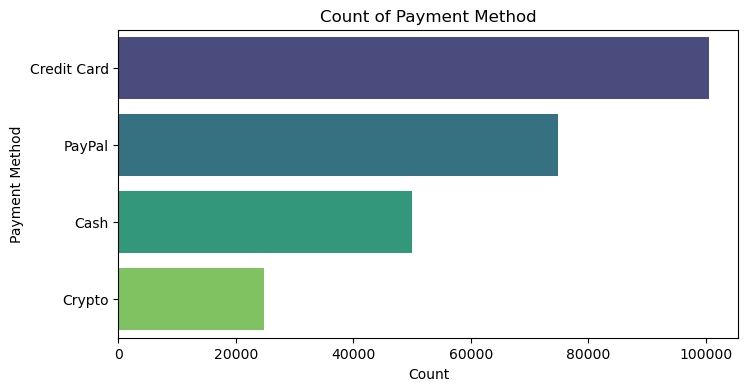 Count of Payment Method
Payment Method
Credit Card
PayPal
Cash
Crypto
0 20000 40000 60000 80000 100000
Count